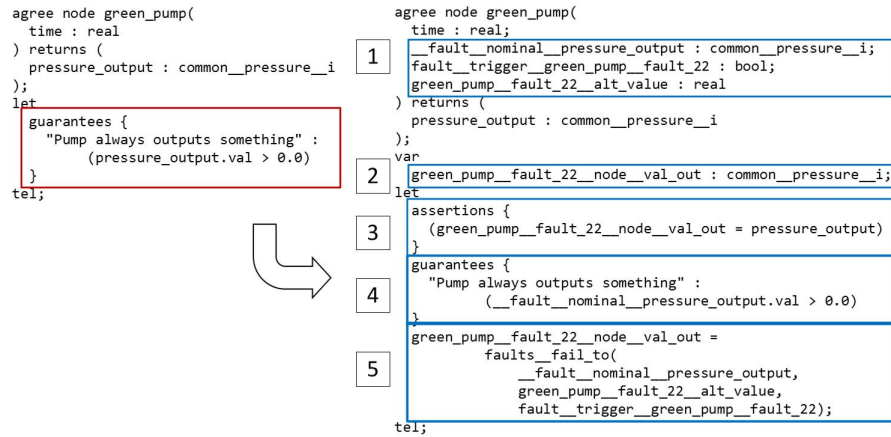 agree node green_pump(
time : real
) returns (
pressure_output : common__pressure__i
);
let
guarantees {
"Pump always outputs something" :
(pressure_output.val > 0.0)
}
tel;
agree node green_pump(
time : real;
1
__fault__nominal__pressure_output : common__pressure__i;
fault__trigger__green_pump__fault_22 : bool;
green_pump__fault_22__alt_value : real
) returns (
pressure_output : common__pressure__i
);
var
2
green_pump__fault_22__node__val_out : common__pressure__i;
let
3
assertions {
(green_pump__fault_22__node__val_out = pressure_output)
}
4
guarantees {
"Pump always outputs something" :
(__fault__nominal__pressure_output.val > 0.0)
}
5
green_pump__fault_22__node__val_out =
faults__fail_to(
__fault__nominal__pressure_output,
green_pump__fault_22__alt_value,
fault__trigger__green_pump__fault_22);
tel;